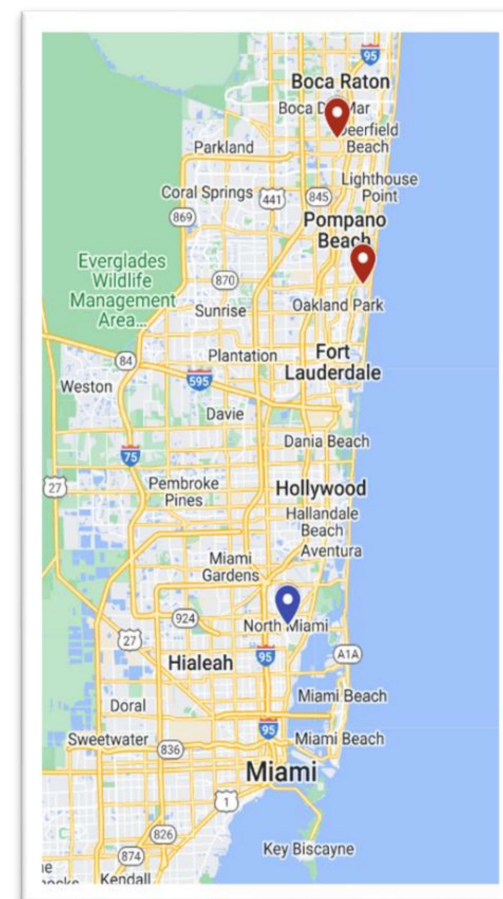 95
Boca Raton
Boca Del Mar
Deerfield
Beach
Parkland
Lighthouse
Point
Coral Springs
441
845
869
Pompano
Beach
Everglades
Wildlife
Management
Area...
870
Oakland Park
Sunrise
Fort
Lauderdale
84
Plantation
595
Weston
Davie
Dania Beach
75
27
Pembroke
Pines
Hollywood
Hallandale
Beach
Aventura
Miami
Gardens
924
North Miami
27
95
A1A
Hialeah
Miami Beach
Doral
95
Sweetwater
836
Miami Beach
Miami
1
826
Key Biscayne
874
Kendall